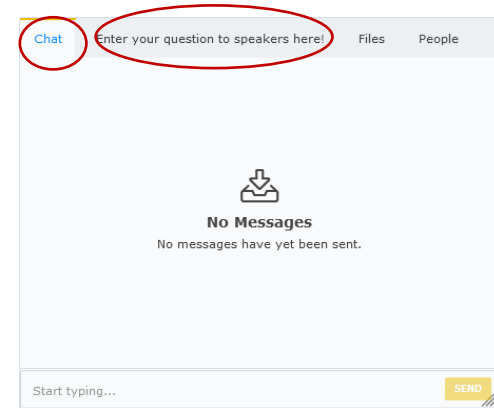 Chat Enter your question to speakers here! Files People
No Messages
No messages have yet been sent.
Start typing... SEND